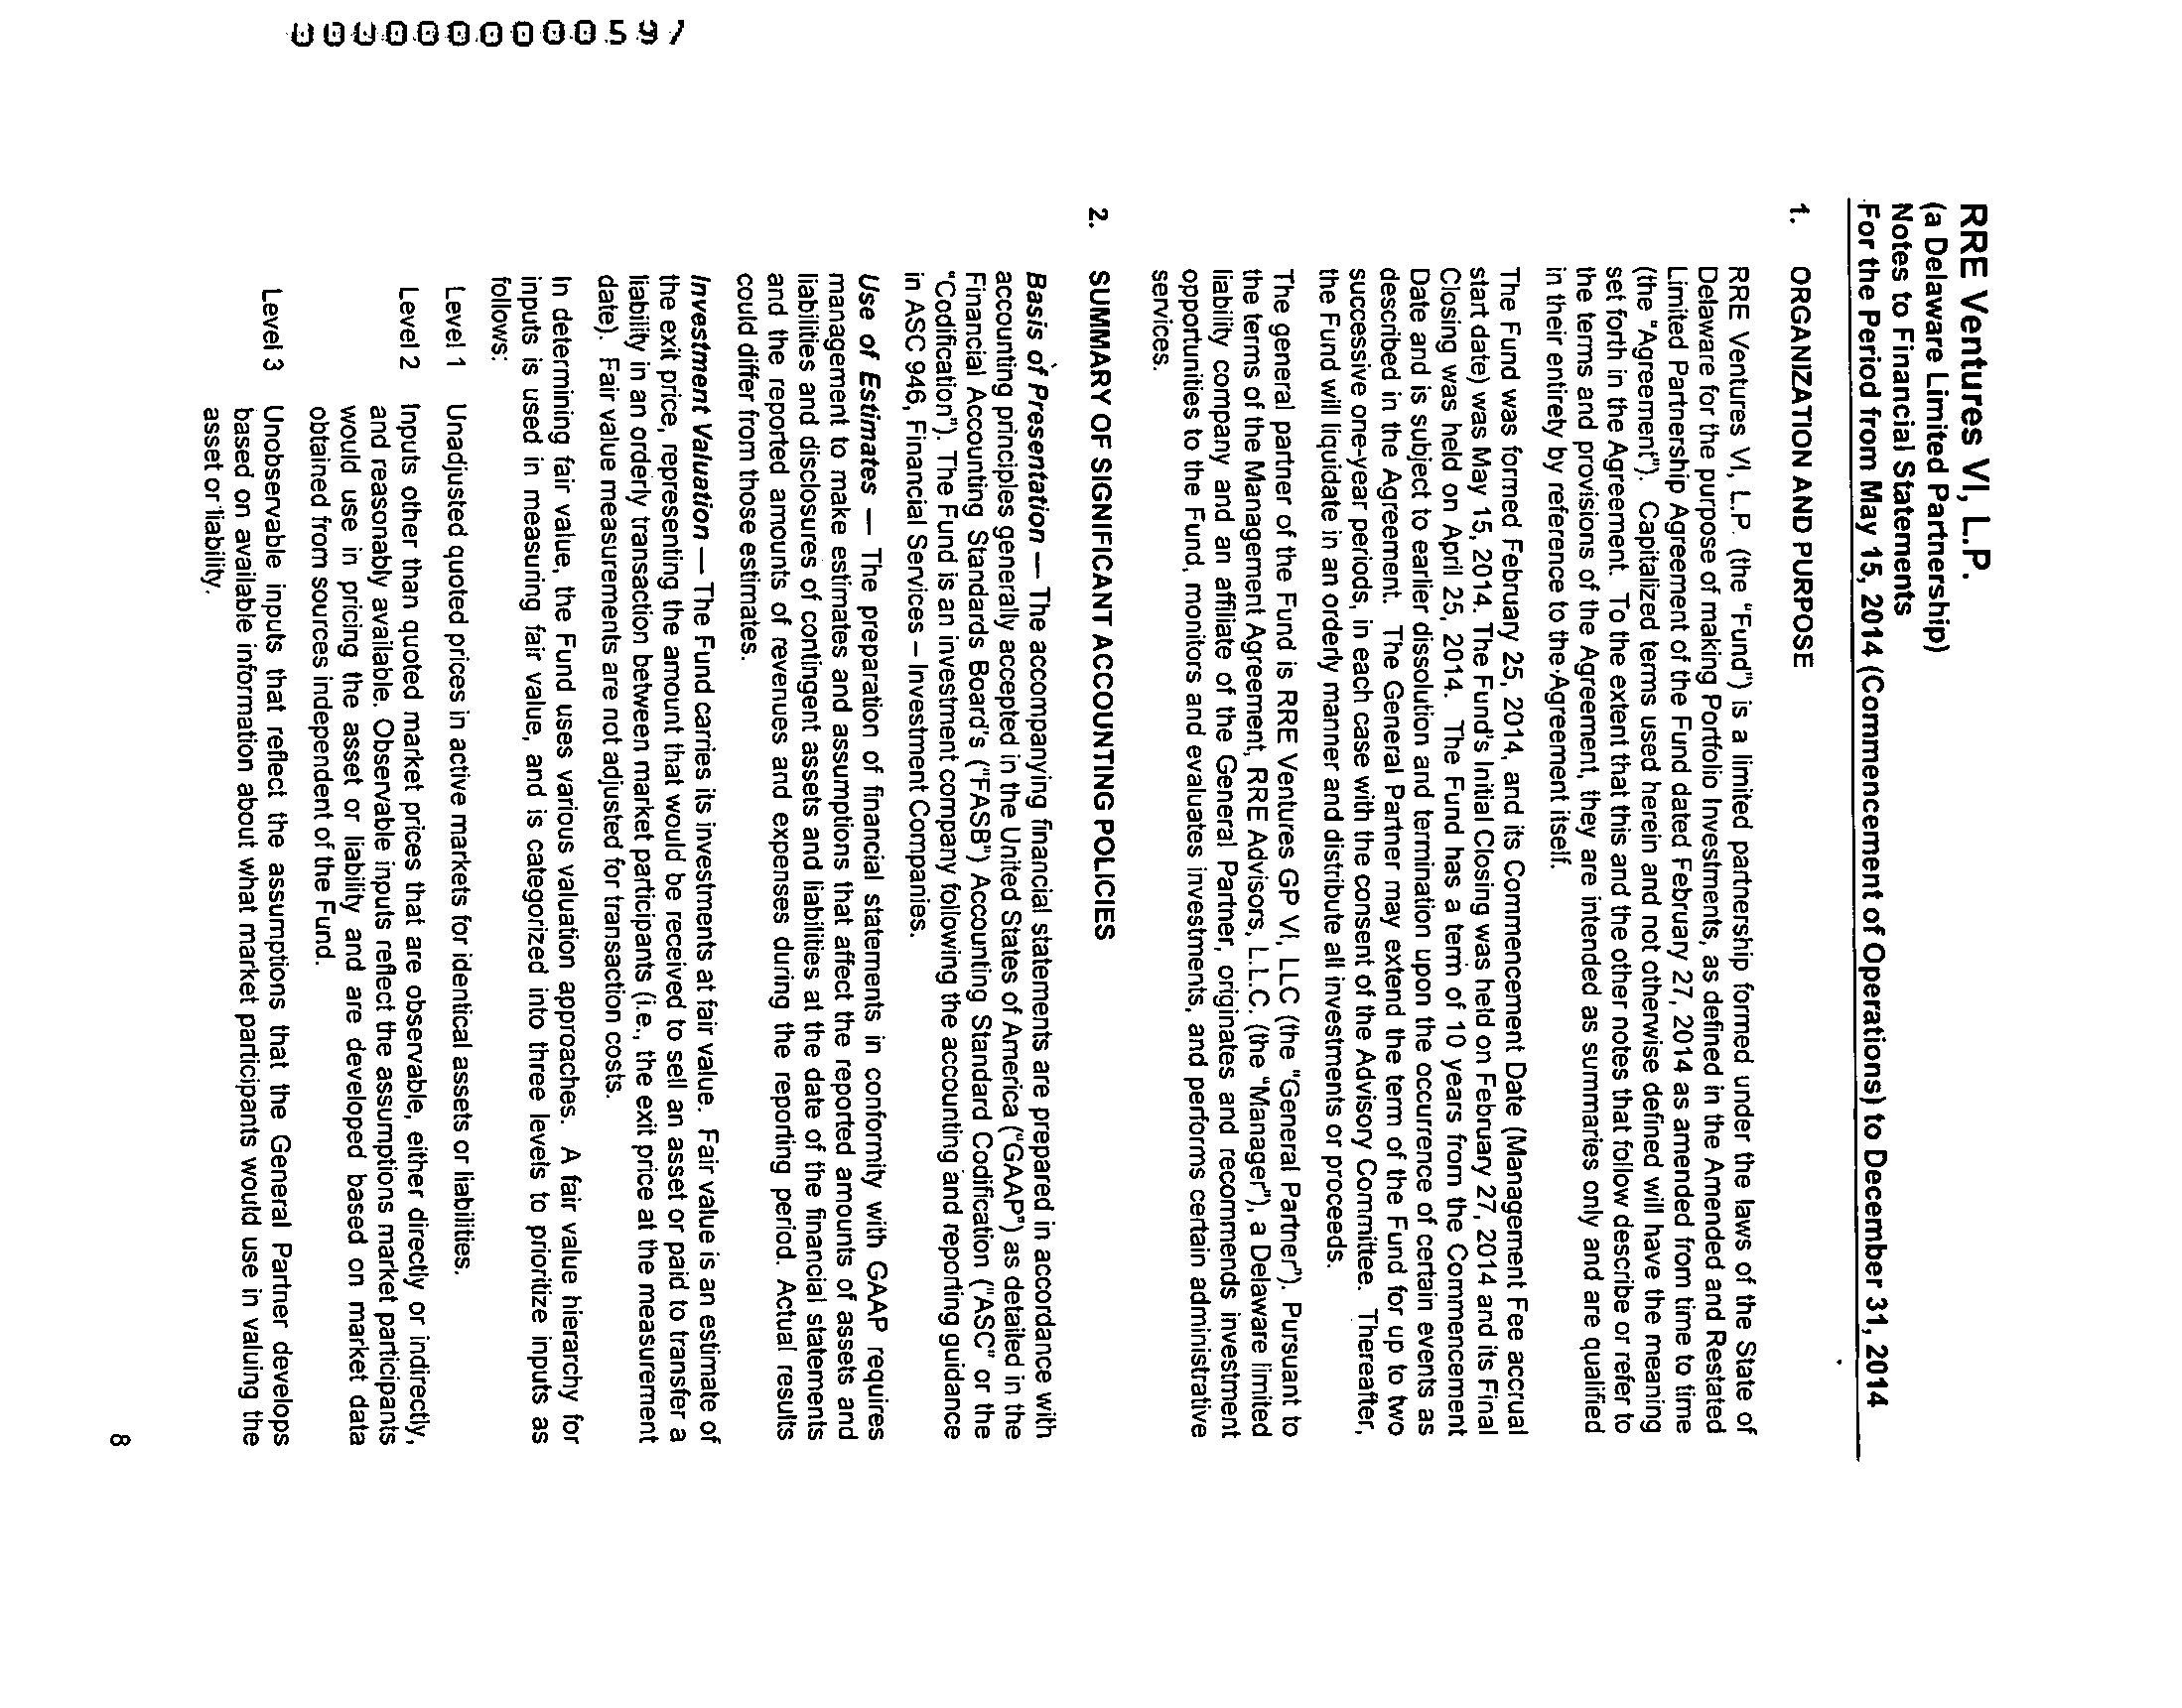 RRE Ventures VI, L.P.
(a Delaware Limited Partnership)
Notes to Financial Statements
For the Period from May 15, 2014 (Commencement of Operations) to December 31, 2014
1. ORGANIZATION AND PURPOSE
RRE Ventures VI, L.P. (the "Fund") is a limited partnership formed under the laws of the State of
Delaware for the purpose of making Portfolio Investments, as defined in the Amended and Restated
Limited Partnership Agreement of the Fund dated February 27, 2014 as amended from time to time
(the "Agreement"). Capitalized terms used herein and not otherwise defined will have the meaning
set forth in the Agreement. To the extent that this and the other notes that follow describe or refer to
the terms and provisions of the Agreement, they are intended as summaries only and are qualified
in their entirety by reference to the Agreement itself.
The Fund was formed February 25, 2014, and its Commencement Date (Management Fee accrual
start date) was May 15, 2014. The Fund's Initial Closing was held on February 27, 2014 and its Final
Closing was held on April 25, 2014. The Fund has a term of 10 years from the Commencement
Date and is subject to earlier dissolution and termination upon the occurrence of certain events as
described in the Agreement. The General Partner may extend the term of the Fund for up to two
successive one-year periods, in each case with the consent of the Advisory Committee. Thereafter,
the Fund will liquidate in an orderly manner and distribute all investments or proceeds.
The general partner of the Fund is RRE Ventures GP VI, LLC (the "General Partner"). Pursuant to
the terms of the Management Agreement, RRE Advisors, L.L.C. (the "Manager"), a Delaware limited
liability company and an affiliate of the General Partner, originates and recommends investment
opportunities to the Fund, monitors and evaluates investments, and performs certain administrative
services.
2. SUMMARY OF SIGNIFICANT ACCOUNTING POLICIES
Basis of Presentation — The accompanying financial statements are prepared in accordance with
accounting principles generally accepted in the United States of America ("GAAP") as detailed in the
Financial Accounting Standards Board's ("FASB") Accounting Standard Codification ("ASC" or the
"Codification"). The Fund is an investment company following the accounting and reporting guidance
in ASC 946, Financial Services – Investment Companies.
Use of Estimates — The preparation of financial statements in conformity with GAAP requires
management to make estimates and assumptions that affect the reported amounts of assets and
liabilities and disclosures of contingent assets and liabilities at the date of the financial statements
and the reported amounts of revenues and expenses during the reporting period. Actual results
could differ from those estimates.
Investment Valuation — The Fund carries its investments at fair value. Fair value is an estimate of
the exit price, representing the amount that would be received to sell an asset or paid to transfer a
liability in an orderly transaction between market participants (i.e., the exit price at the measurement
date). Fair value measurements are not adjusted for transaction costs.
In determining fair value, the Fund uses various valuation approaches. A fair value hierarchy for
inputs is used in measuring fair value, and is categorized into three levels to prioritize inputs as
follows:
Level 1 Unadjusted quoted prices in active markets for identical assets or liabilities.
Level 2 Inputs other than quoted market prices that are observable, either directly or indirectly,
and reasonably available. Observable inputs reflect the assumptions market participants
would use in pricing the asset or liability and are developed based on market data
obtained from sources independent of the Fund.
Level 3 Unobservable inputs that reflect the assumptions that the General Partner develops
based on available information about what market participants would use in valuing the
asset or liability.
8
0000000000597